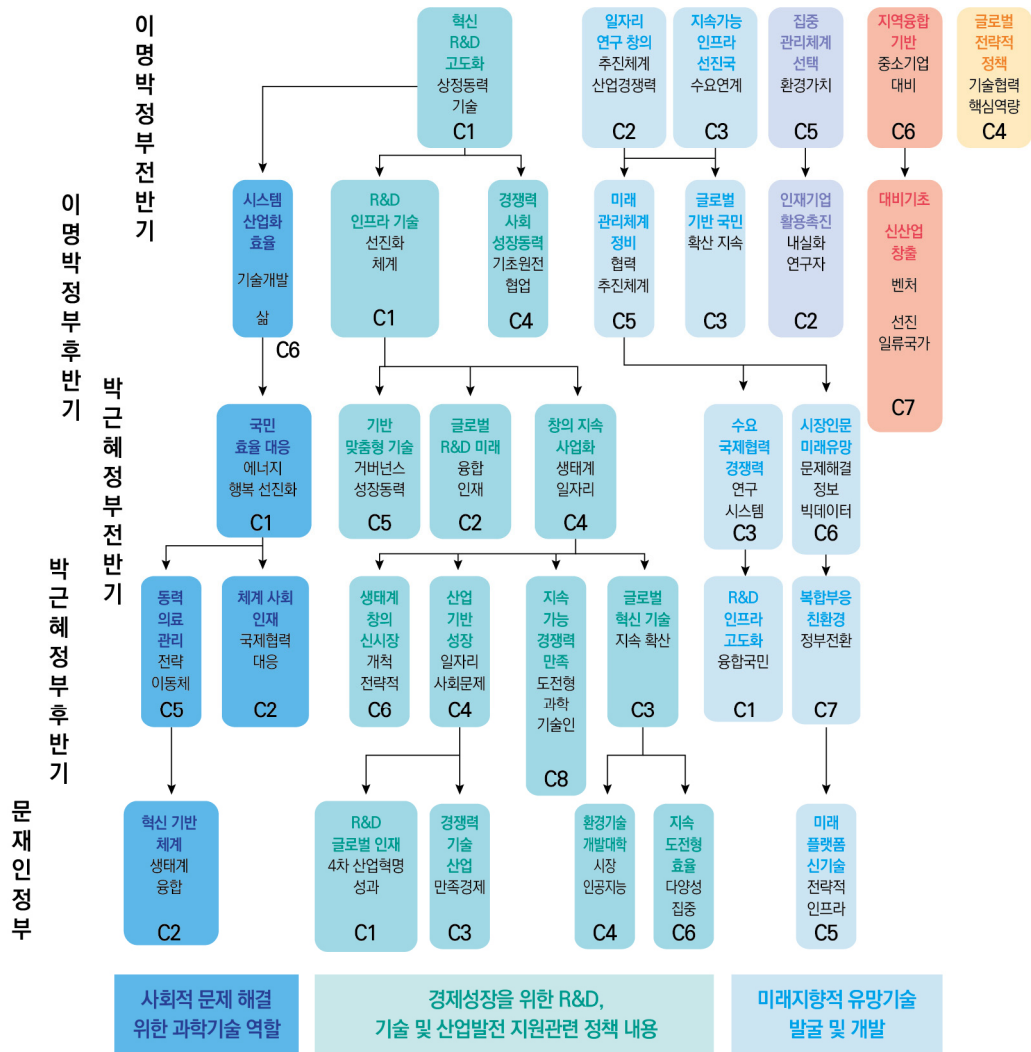 이명박정부전반기
혁신
R&D
고도화
상정동력
기술
C1
일자리
연구 창의
추진체계
산업경쟁력
C2
지속가능
인프라
선진국
수요연계
C3
집중
관리체계
선택
환경가치
C5
지역융합
기반
중소기업
대비
C6
글로벌
전략적
정책
기술협력
핵심역량
C4
이명박정부후반기
시스템
산업화
효율
기술개발
삶
C6
R&D
인프라 기술
선진화
체계
C1
경쟁력
사회
성장동력
기초원전
협업
C4
미래
관리체계
정비
협력
추진체계
C5
글로벌
기반 국민
확산 지속
C3
인재기업
활용촉진
내실화
연구자
C2
대비기초
신산업
창출
벤처
선진
일류국가
C7
박근혜정부전반기
국민
효율 대응
에너지
행복 선진화
C1
기반
맞춤형 기술
거버넌스
성장동력
C5
글로벌
R&D 미래
융합
인재
C2
창의 지속
사업화
생태계
일자리
C4
수요
국제협력
경쟁력
연구
시스템
C3
시장인문
미래유망
문제해결
정보
빅데이터
C6
박근혜정부후반기
동력
의료
관리
전략
이동체
C5
체계 사회
인재
국제협력
대응
C2
생태계
창의
신시장
개척
전략적
C6
산업
기반
성장
일자리
사회문제
C4
지속
가능
경쟁력
만족
도전형
과학
기술인
C8
글로벌
혁신 기술
지속 확산
C3
R&D
인프라
고도화
융합국민
C1
복합부응
친환경
정부전환
C7
문재인정부
혁신 기반
체계
생태계
융합
C2
R&D
글로벌 인재
4차 산업혁명
성과
C1
경쟁력
기술
산업
만족경제
C3
환경기술
개발대학
시장
인공지능
C4
지속
도전형
효율
다양성
집중
C6
미래
플랫폼
신기술
전략적
인프라
C5
사회적 문제 해결
위한 과학기술 역할
경제성장을 위한 R&D,
기술 및 산업발전 지원관련 정책 내용
미래지향적 유망기술
발굴 및 개발